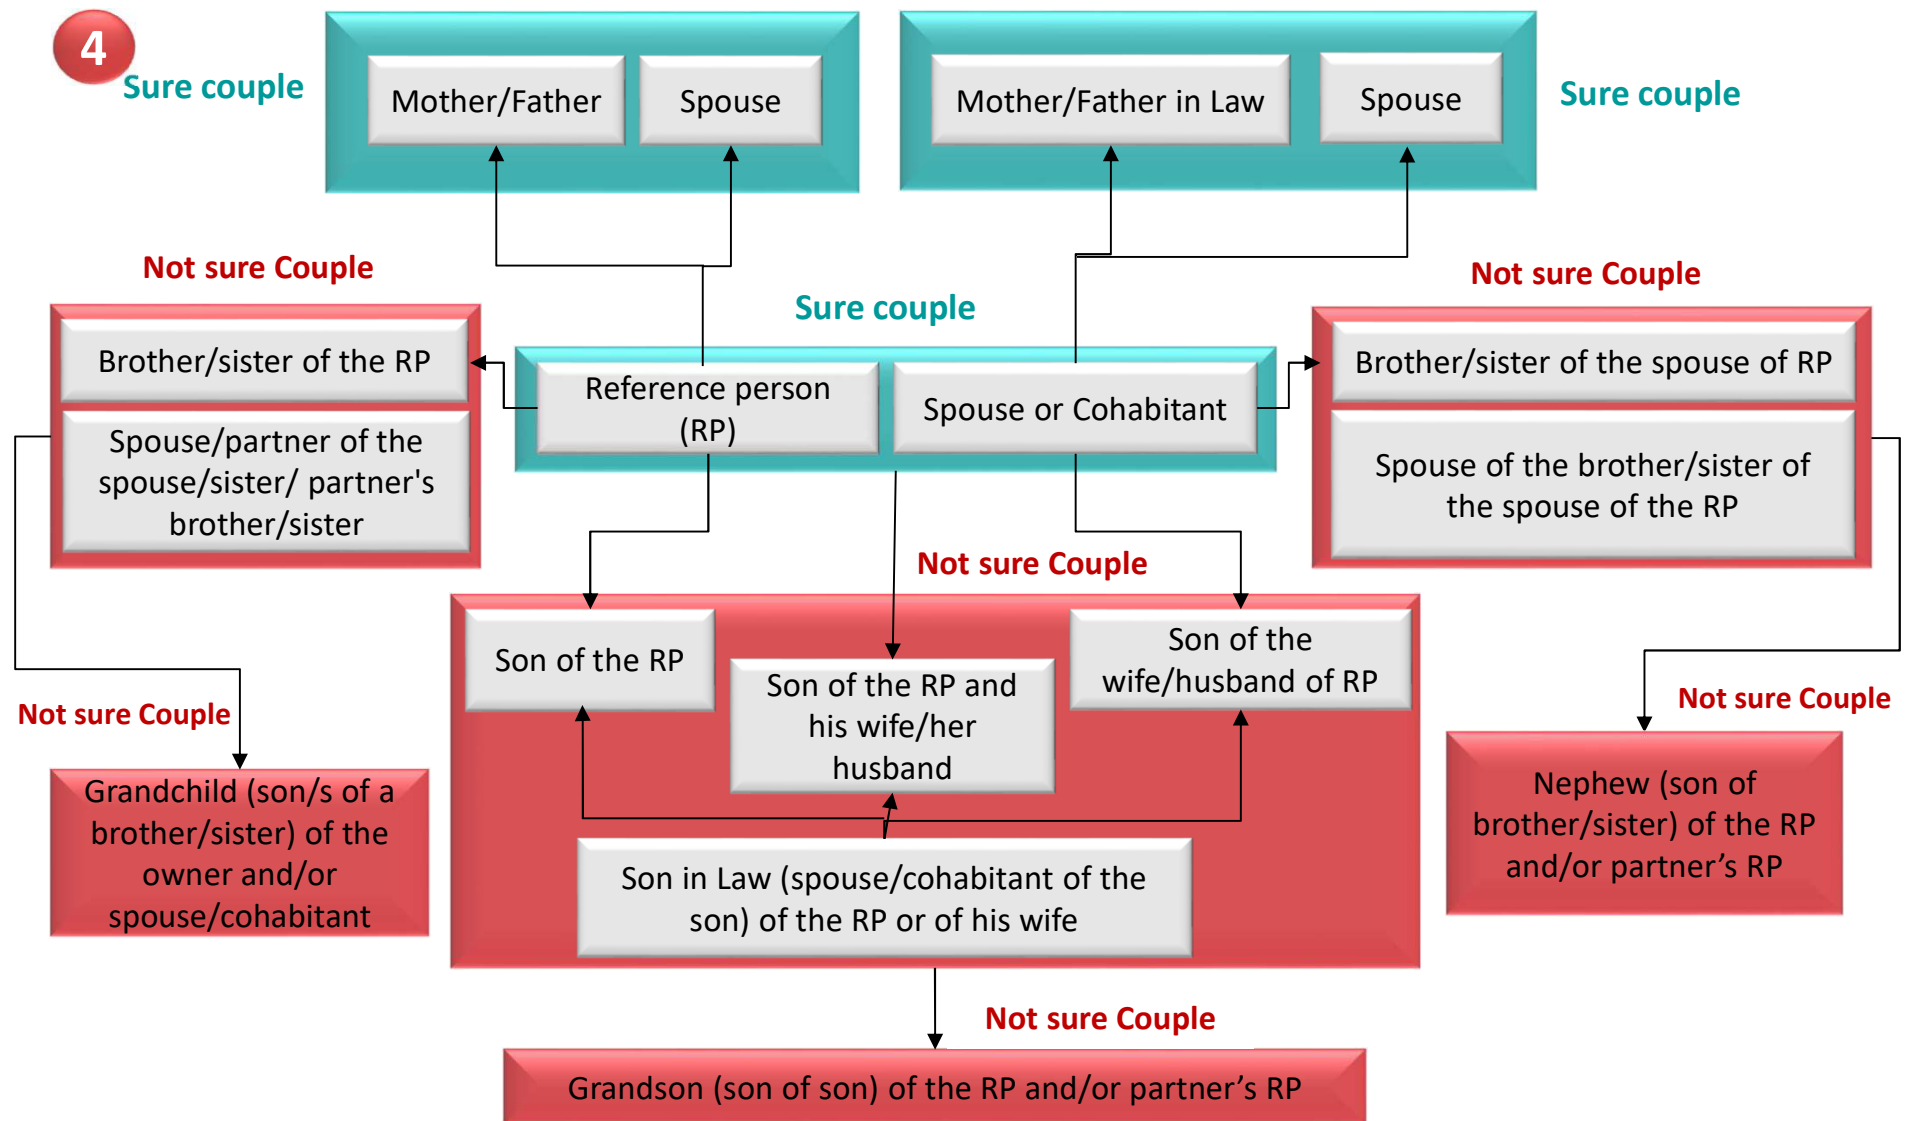 4
Sure couple
Mother/Father
Spouse
Mother/Father in Law
Spouse
Sure couple
Not sure Couple
Sure couple
Not sure Couple
Brother/sister of the RP
Spouse/partner of the
spouse/sister/ partner's
brother/sister
Reference person
(RP)
Spouse or Cohabitant
Brother/sister of the spouse of RP
Spouse of the brother/sister of
the spouse of the RP
Not sure Couple
Son of the RP
Son of the RP and
his wife/her
husband
Son of the
wife/husband of RP
Son in Law (spouse/cohabitant of the
son) of the RP or of his wife
Not sure Couple
Grandchild (son/s of a
brother/sister) of the
owner and/or
spouse/cohabitant
Not sure Couple
Nephew (son of
brother/sister) of the RP
and/or partner’s RP
Not sure Couple
Grandson (son of son) of the RP and/or partner’s RP